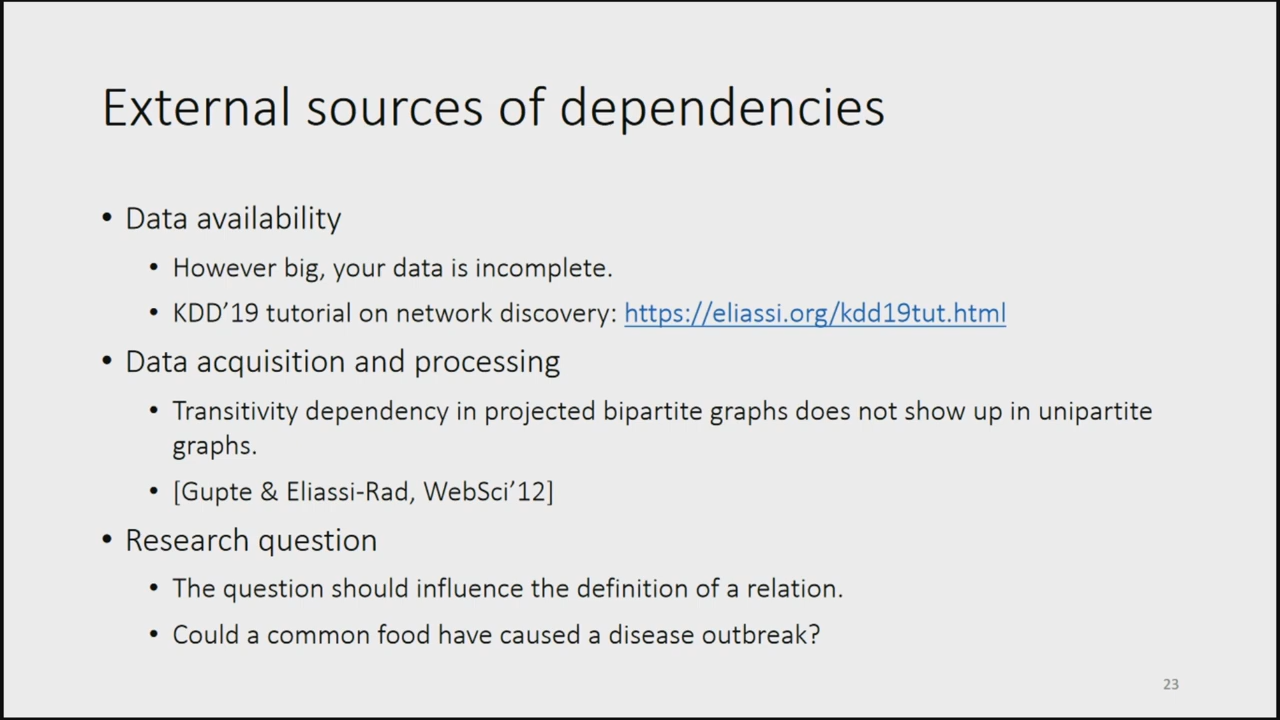 External sources of dependencies
• Data availability
• However big, your data is incomplete.
• KDD’19 tutorial on network discovery: https://eliassi.org/kdd19tut.html
• Data acquisition and processing
• Transitivity dependency in projected bipartite graphs does not show up in unipartite
graphs.
• [Gupte & Eliassi-Rad, WebSci’12]
• Research question
• The question should influence the definition of a relation.
• Could a common food have caused a disease outbreak?
23